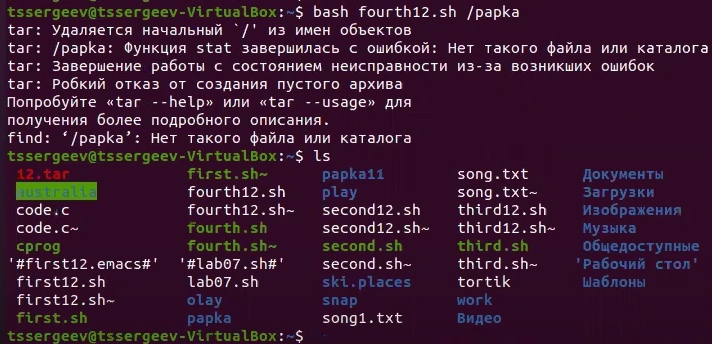 tssergeev@tssergeev-VirtualBox:~$ bash fourth12.sh /papka
tar: Удаляется начальный `/' из имен объектов
tar: /papka: Функция stat завершилась с ошибкой: Нет такого файла или каталога
tar: Завершение работы с состоянием неисправности из-за возникших ошибок
tar: Робкий отказ от создания пустого архива
Попробуйте «tar --help» или «tar --usage» для
получения более подробного описания.
find: ‘/papka’: Нет такого файла или каталога
tssergeev@tssergeev-VirtualBox:~$ ls
12.tar first.sh~ papka11 song.txt Документы
australia fourth12.sh play song.txt~ Загрузки
code.c fourth12.sh~ second12.sh third12.sh Изображения
code.c~ fourth.sh second12.sh~ third12.sh~ Музыка
cprog fourth.sh~ second.sh third.sh Общедоступные
'#first12.emacs#' '#lab07.sh#' second.sh~ third.sh~ 'Рабочий стол'
first12.sh lab07.sh ski.places tortik Шаблоны
first12.sh~ olay snap work
first.sh papka song1.txt Видео
tssergeev@tssergeev-VirtualBox:~$